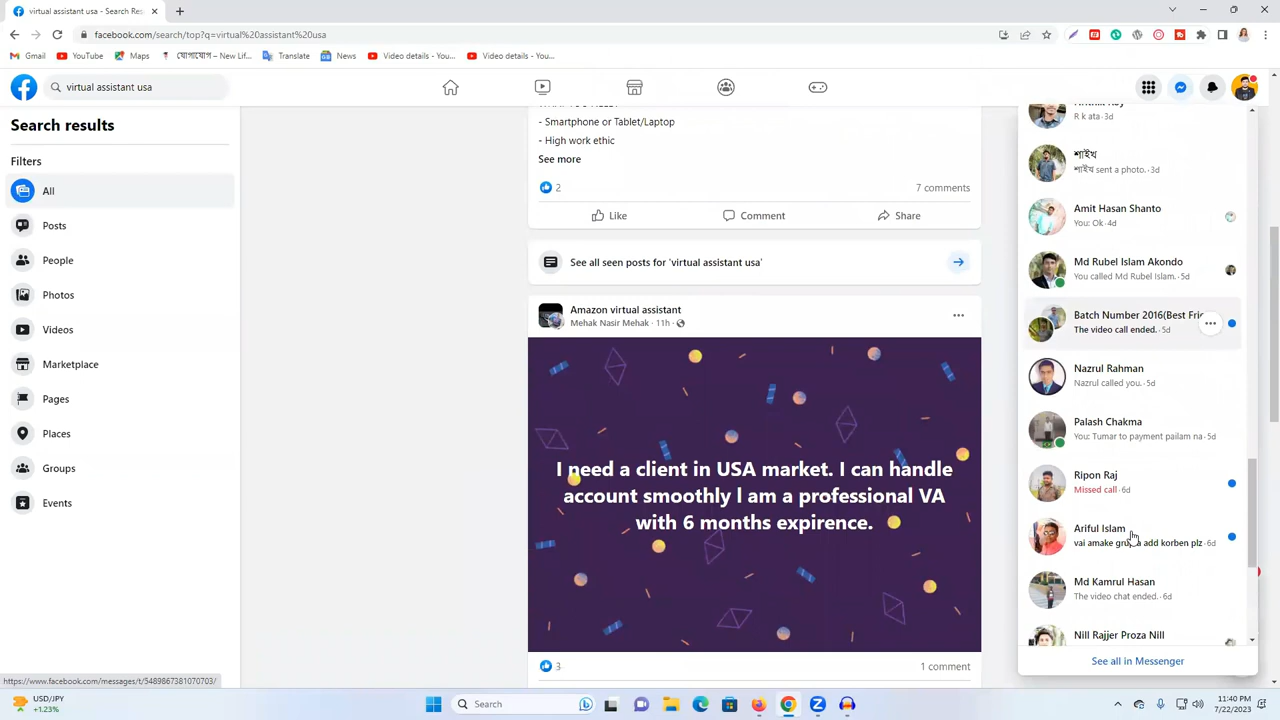 virtual assistant usa - Search Res
facebook.com/search/top?q=virtual%20assistant%20usa
Gmail
YouTube
Maps
যোগাযোগ – New Lif...
Translate
News
Video details - You...
Video details - You...
virtual assistant usa
Search results
Filters
All
Posts
People
Photos
Videos
Marketplace
Pages
Places
Groups
Events
- Smartphone or Tablet/Laptop
- High work ethic
See more
2
7 comments
Like
Comment
Share
See all seen posts for 'virtual assistant usa'
Amazon virtual assistant
Mehak Nasir Mehak · 11h ·
I need a client in USA market. I can handle
account smoothly I am a professional VA
with 6 months expirence.
3
1 comment
R k ata · 3d
শাইখ
শাইখ sent a photo. · 3d
Amit Hasan Shanto
You: Ok · 4d
Md Rubel Islam Akondo
You called Md Rubel Islam. · 5d
Batch Number 2016(Best Frie
The video call ended. · 5d
Nazrul Rahman
Nazrul called you. · 5d
Palash Chakma
You: Tumar to payment pailam na · 5d
Ripon Raj
Missed call · 6d
Ariful Islam
vai amake add korben plz · 6d
Md Kamrul Hasan
The video chat ended. · 6d
Nill Rajjer Proza Nill
See all in Messenger
https://www.facebook.com/messages/t/5489867381070703/
USD/JPY
+1.23%
Search
11:40 PM
7/22/2023